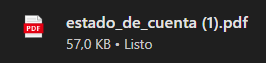 estado_de_cuenta (1).pdf
PDF
57,0 KB • Listo